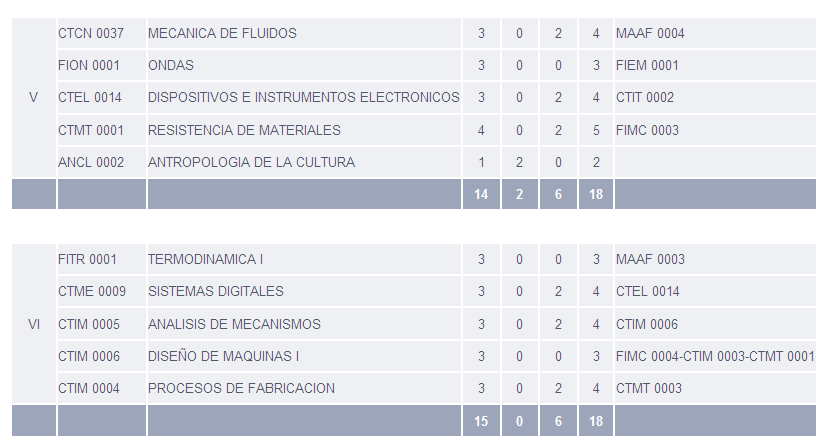 CTCN 0037 MECANICA DE FLUIDOS 3 0 2 4 MAAF 0004
FION 0001 ONDAS 3 0 0 3 FIEM 0001
V CTEL 0014 DISPOSITIVOS E INSTRUMENTOS ELECTRONICOS 3 0 2 4 CTIT 0002
CTMT 0001 RESISTENCIA DE MATERIALES 4 0 2 5 FIMC 0003
ANCL 0002 ANTROPOLOGIA DE LA CULTURA 1 2 0 2
14 2 6 18
FITR 0001 TERMODINAMICA I 3 0 0 3 MAAF 0003
CTME 0009 SISTEMAS DIGITALES 3 0 2 4 CTEL 0014
VI CTIM 0005 ANALISIS DE MECANISMOS 3 0 2 4 CTIM 0006
CTIM 0006 DISEÑO DE MAQUINAS I 3 0 0 3 FIMC 0004-CTIM 0003-CTMT 0001
CTIM 0004 PROCESOS DE FABRICACION 3 0 2 4 CTMT 0003
15 0 6 18